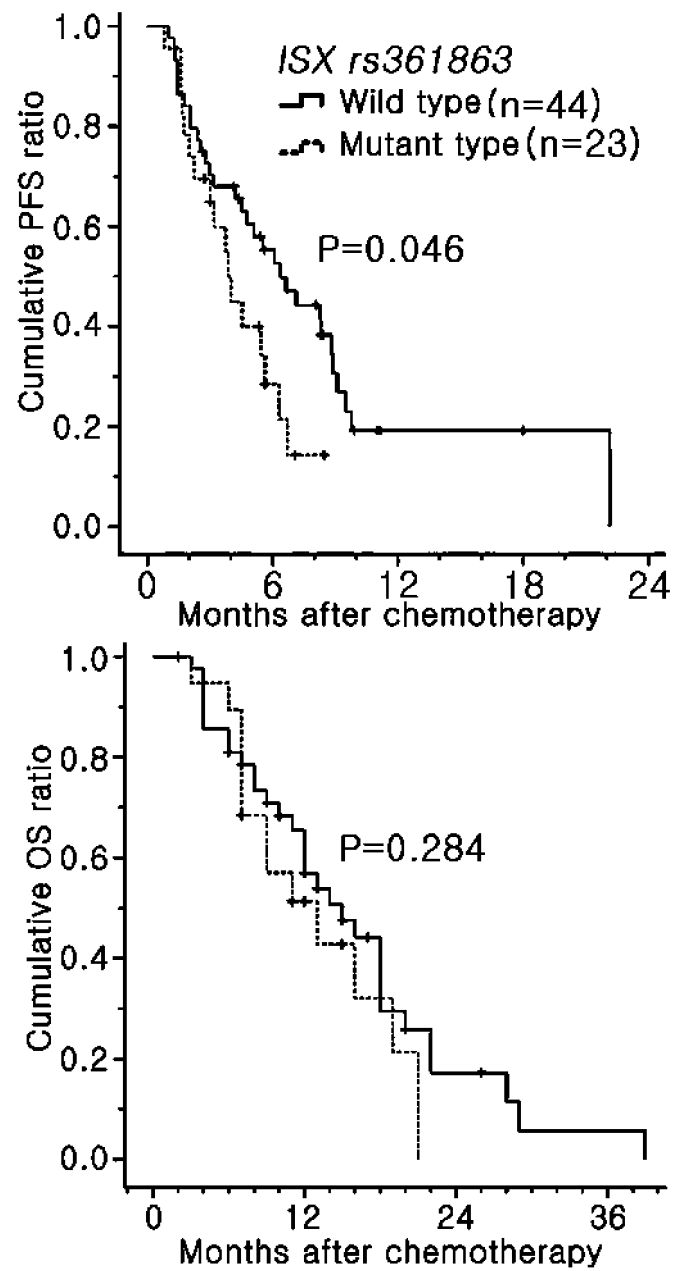 ISX rs361863
Wild type (n=44)
Mutant type (n=23)
P=0.046
Cumulative PFS ratio
1.0
0.8
0.6
0.4
0.2
0.0
0 6 12 18 24
Months after chemotherapy
P=0.284
Cumulative OS ratio
1.0
0.8
0.6
0.4
0.2
0.0
0 12 24 36
Months after chemotherapy